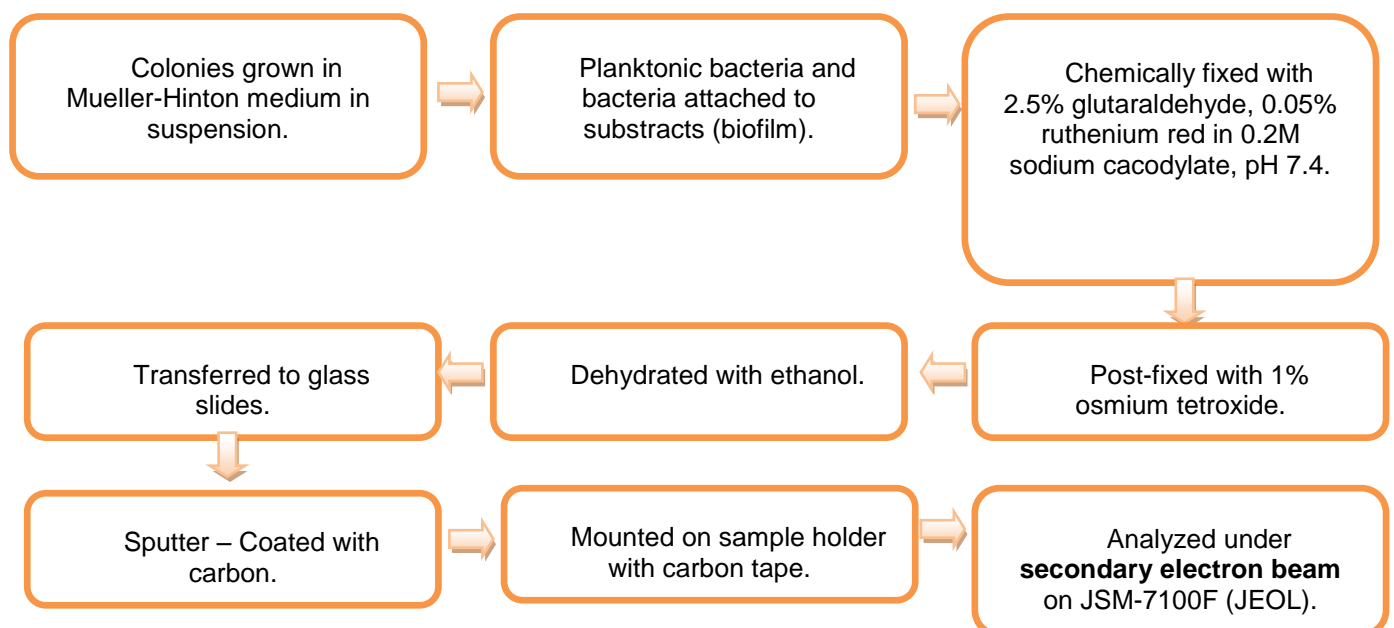 Colonies grown in
Mueller-Hinton medium in
suspension.
Planktonic bacteria and
bacteria attached to
substracts (biofilm).
Chemically fixed with
2.5% glutaraldehyde, 0.05%
ruthenium red in 0.2M
sodium cacodylate, pH 7.4.
Post-fixed with 1%
osmium tetroxide.
Dehydrated with ethanol.
Transferred to glass
slides.
Sputter – Coated with
carbon.
Mounted on sample holder
with carbon tape.
Analyzed under
secondary electron beam
on JSM-7100F (JEOL).